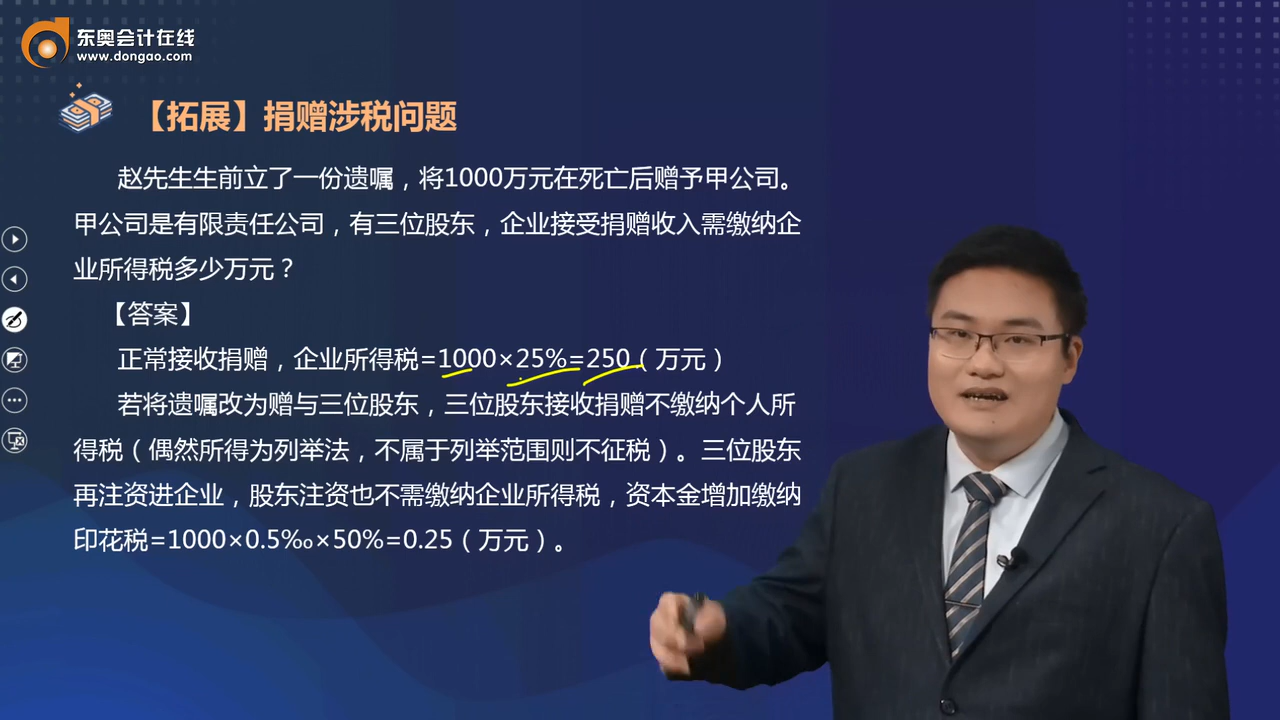 东奥会计在线
www.dongao.com
【拓展】捐赠涉税问题
赵先生生前立了一份遗嘱，将1000万元在死亡后赠予甲公司。
甲公司是有限责任公司，有三位股东，企业接受捐赠收入需缴纳企
业所得税多少万元？
【答案】
正常接收捐赠，企业所得税=1000×25%=250（万元）
若将遗嘱改为赠与三位股东，三位股东接收捐赠不缴纳个人所
得税（偶然所得为列举法，不属于列举范围则不征税）。三位股东
再注资进企业，股东注资也不需缴纳企业所得税，资本金增加缴纳
印花税=1000×0.5‰×50%=0.25（万元）。